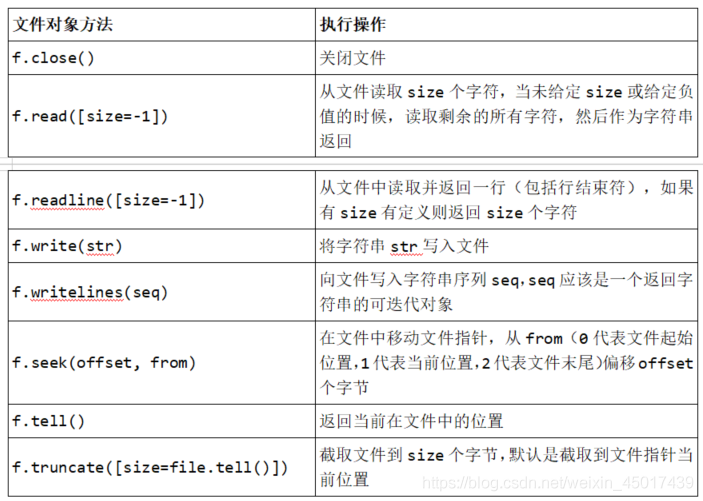 文件对象方法 执行操作
f.close() 关闭文件
f.read([size=-1]) 从文件读取 size 个字符，当未给定 size 或给定负
值的时候，读取剩余的所有字符，然后作为字符串
返回
f.readline([size=-1]) 从文件中读取并返回一行（包括行结束符），如果
有 size 有定义则返回 size 个字符
f.write(str) 将字符串 str 写入文件
f.writelines(seq) 向文件写入字符串序列 seq，seq 应该是一个返回字
符串的可迭代对象
f.seek(offset, from) 在文件中移动文件指针，从 from（0 代表文件起始
位置，1 代表当前位置，2 代表文件末尾）偏移 offset
个字节
f.tell() 返回当前在文件中的位置
f.truncate([size=file.tell()]) 截取文件到 size 个字节，默认是截取到文件指针当
前位置
https://blog.csdn.net/weixin_45017439